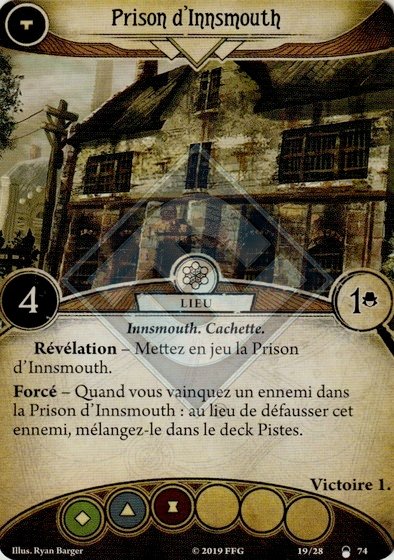 Prison d'Innsmouth
4
LIEU
1
Innsmouth. Cachette.
Révélation – Mettez en jeu la Prison
d'Innsmouth.
Forcé – Quand vous vainquez un ennemi dans
la Prison d'Innsmouth : au lieu de défausser cet
ennemi, mélangez-le dans le deck Pistes.
Victoire 1.
Illus. Ryan Barger
© 2019 FFG
19/28
74